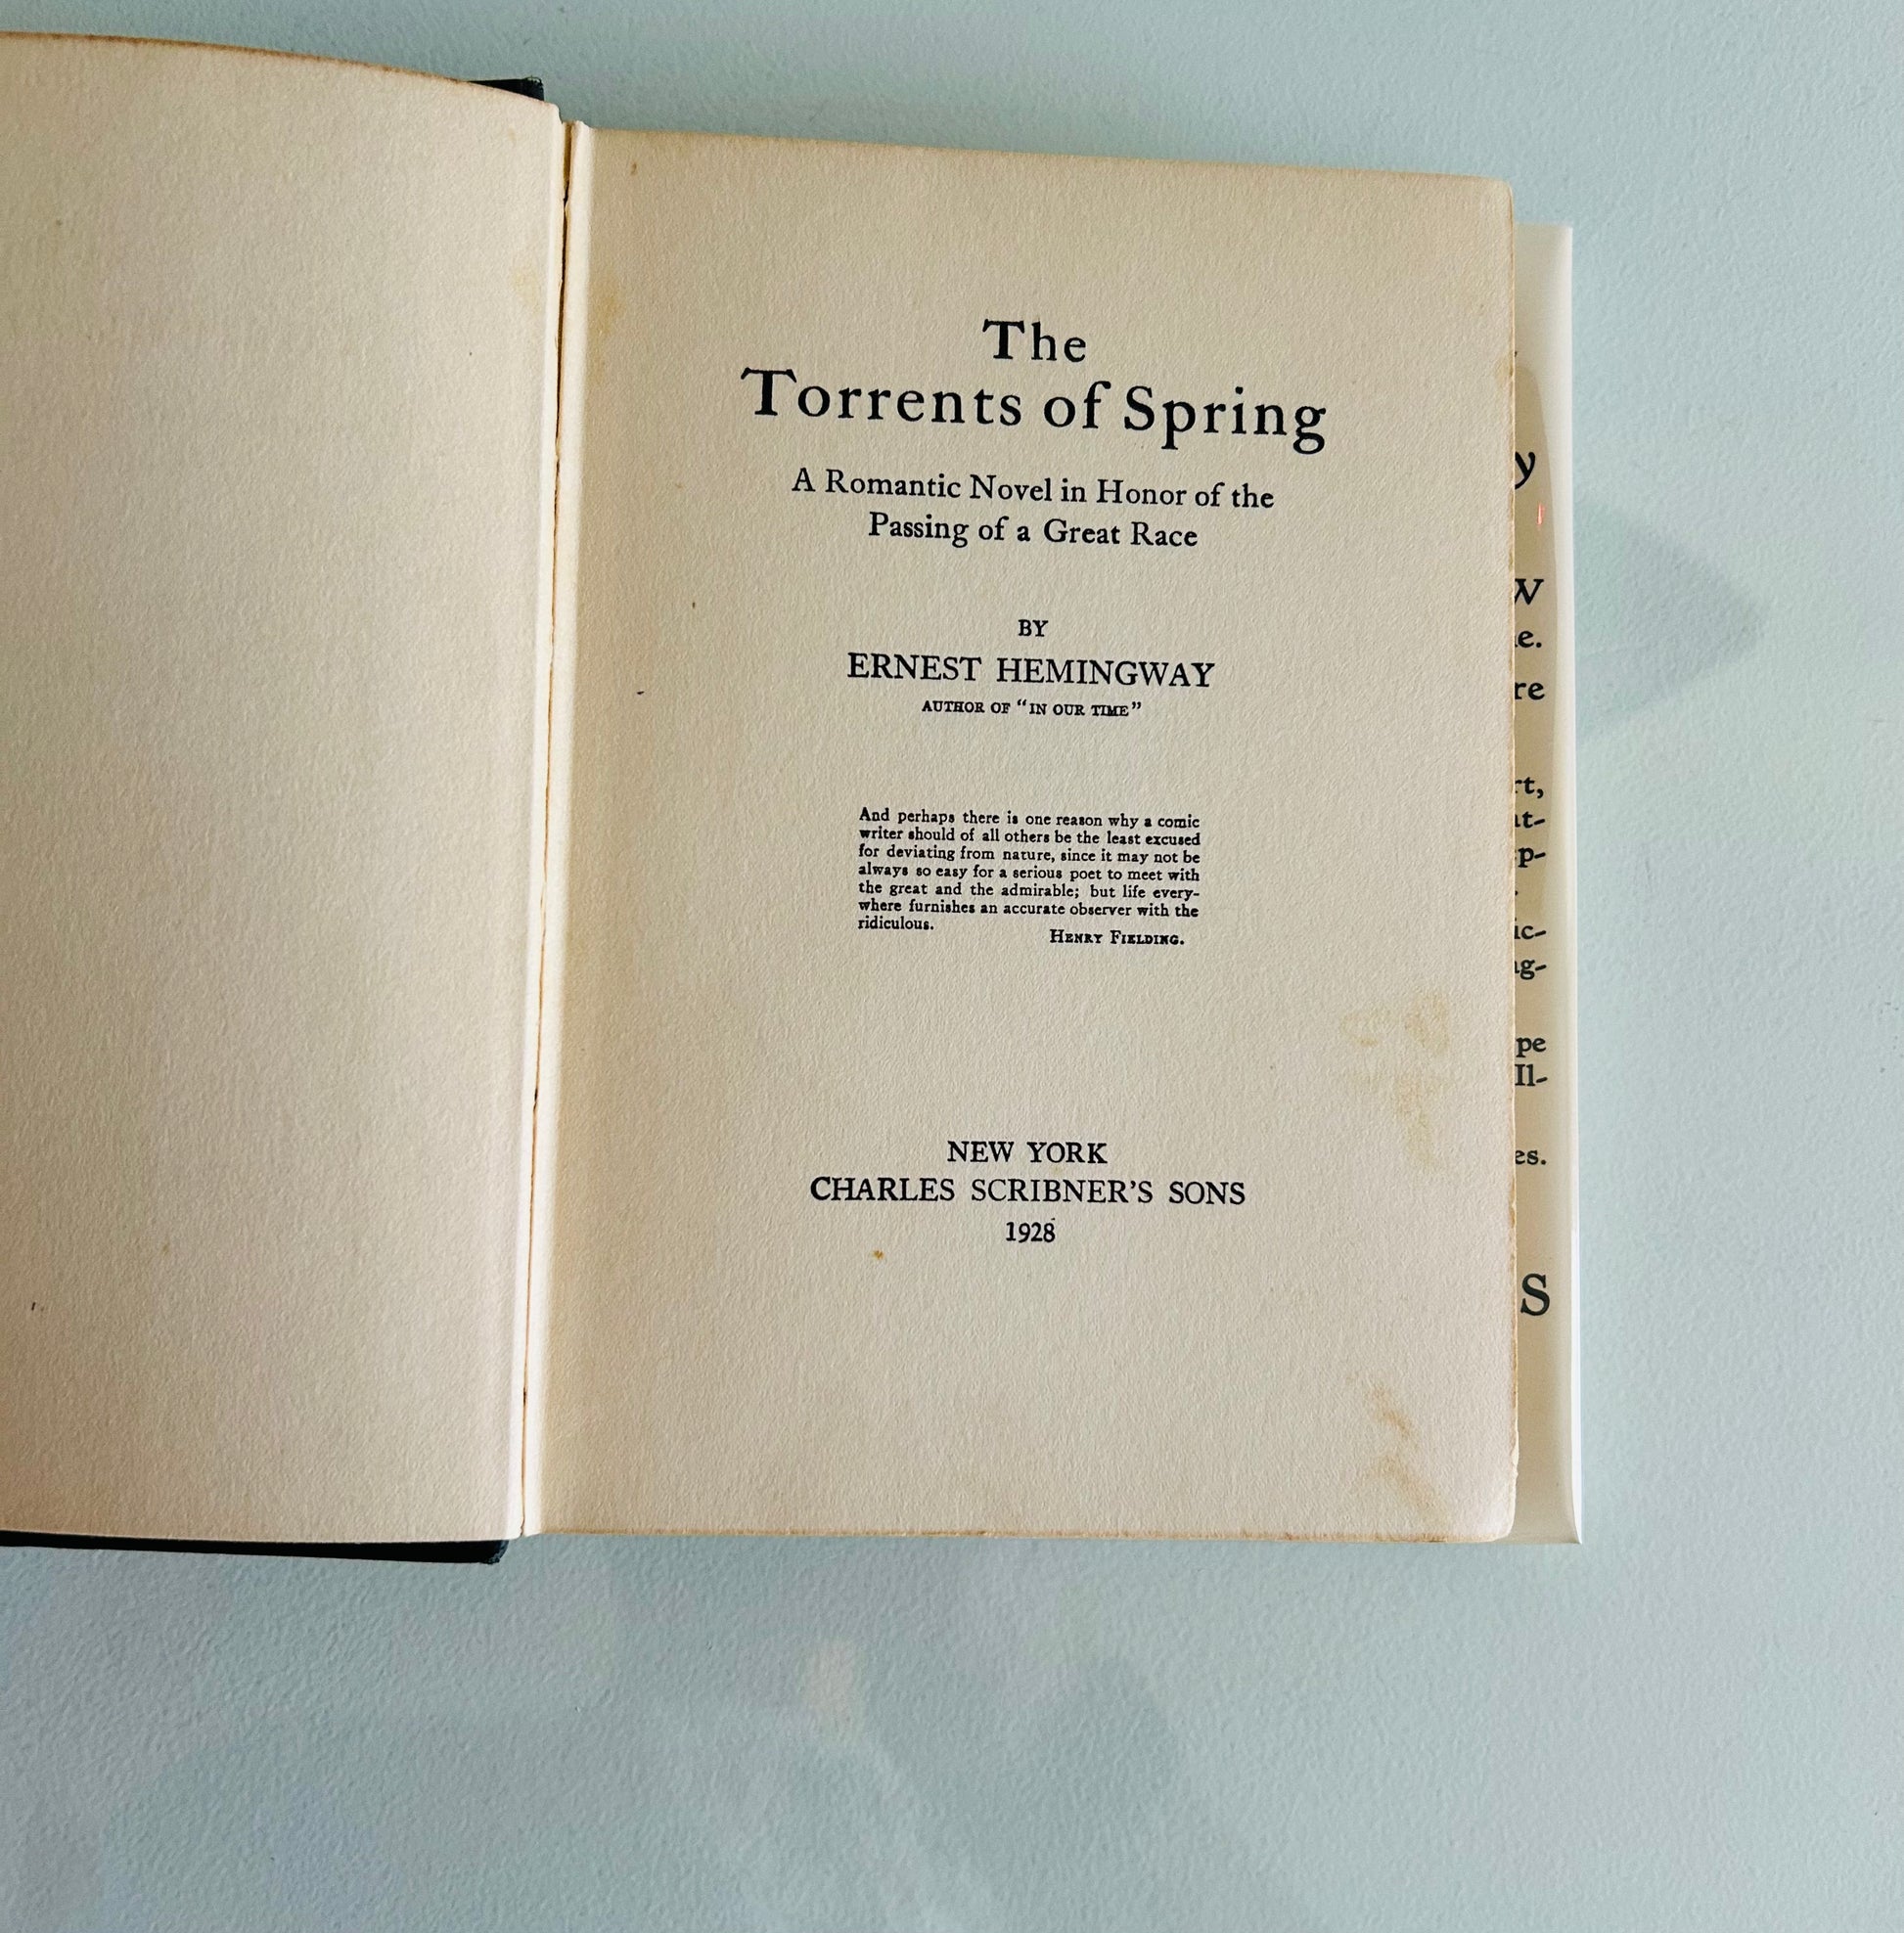 The
Torrents of Spring
A Romantic Novel in Honor of the
Passing of a Great Race
BY
ERNEST HEMINGWAY
AUTHOR OF “IN OUR TIME”
And perhaps there is one reason why a comic
writer should of all others be the least excused
for deviating from nature, since it may not be
always so easy for a serious poet to meet with
the great and the admirable; but life every-
where furnishes an accurate observer with the
ridiculous.
HENRY FIELDING.
NEW YORK
CHARLES SCRIBNER’S SONS
1928